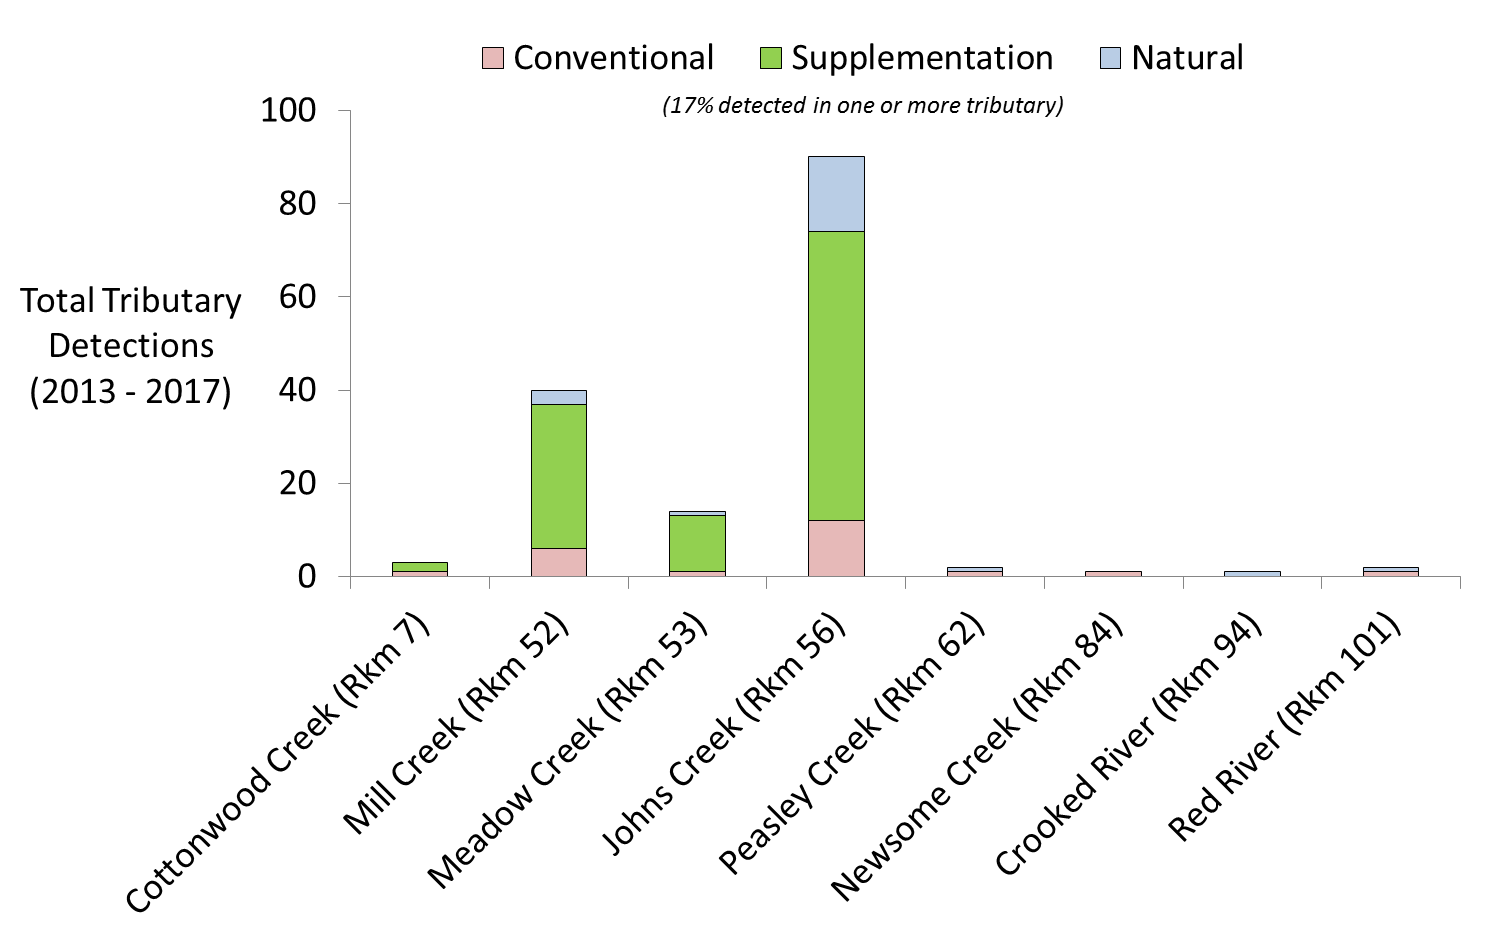 Conventional Supplementation Natural
(17% detected in one or more tributary)
100
80
60
40
20
0
Total Tributary
Detections
(2013 - 2017)
Cottonwood Creek (Rkm 7)
Mill Creek (Rkm 52)
Meadow Creek (Rkm 53)
Johns Creek (Rkm 56)
Peasley Creek (Rkm 62)
Newsome Creek (Rkm 84)
Crooked River (Rkm 94)
Red River (Rkm 101)